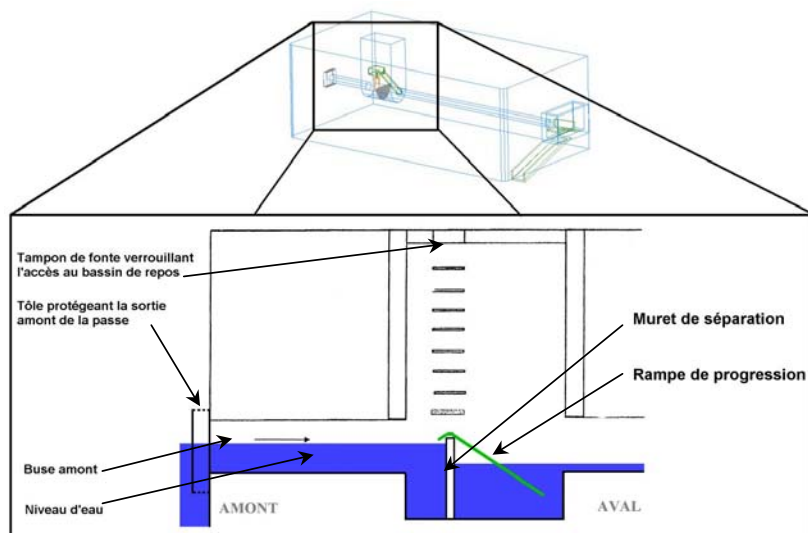 Tampon de fonte verrouillant
l'accès au bassin de repos
Tôle protégeant la sortie
amont de la passe
Muret de séparation
Rampe de progression
Buse amont
Niveau d'eau
AMONT
AVAL